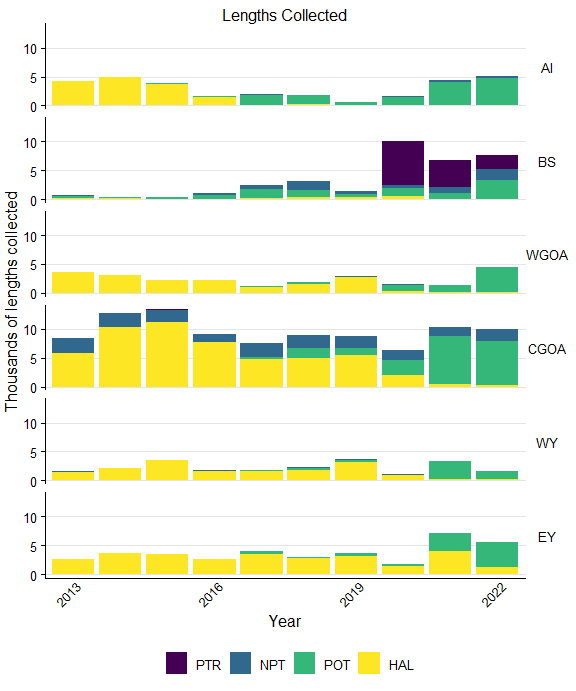 Lengths Collected
10
5
0
AI
10
5
0
BS
10
5
0
WGOA
10
5
0
CGOA
10
5
0
WY
10
5
0
EY
Thousands of lengths collected
2013
2016
2019
2022
Year
PTR
NPT
POT
HAL